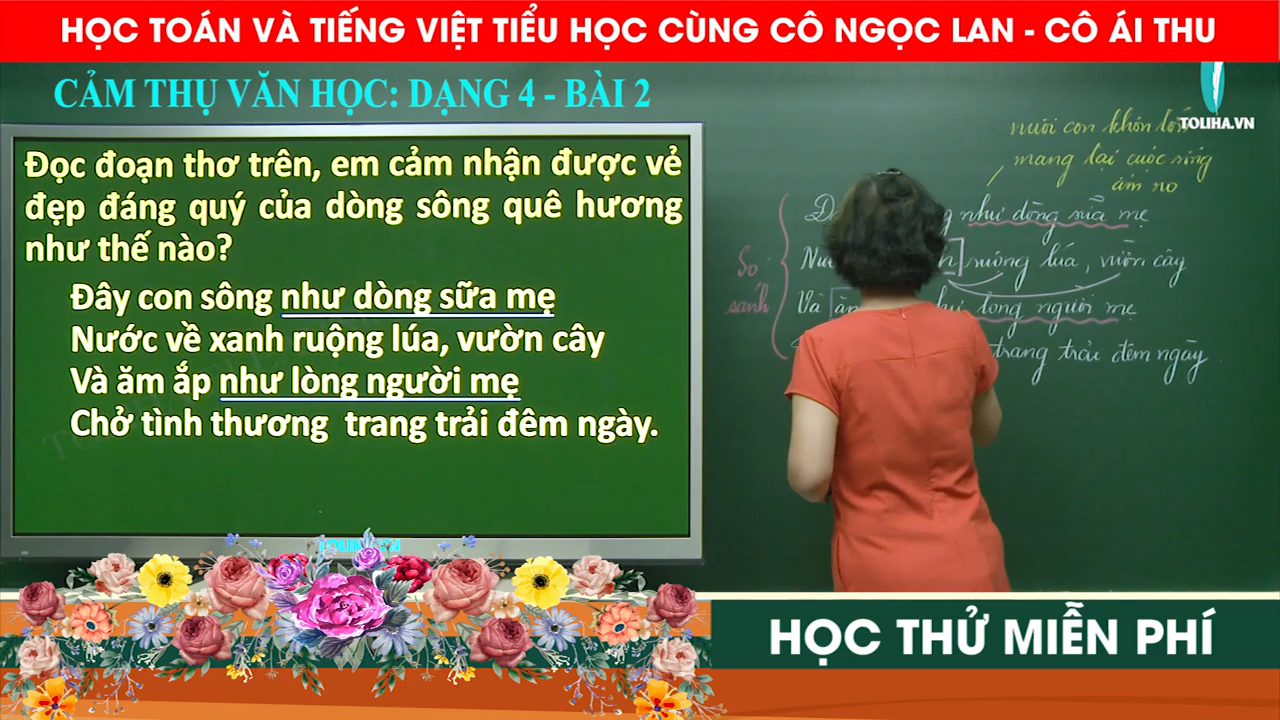 HỌC TOÁN VÀ TIẾNG VIỆT TIỂU HỌC CÙNG CÔ NGỌC LAN - CÔ ÁI THU
CẢM THỤ VĂN HỌC: DẠNG 4 - BÀI 2
TOLIHA.VN
Đọc đoạn thơ trên, em cảm nhận được vẻ
đẹp đáng quý của dòng sông quê hương
như thế nào?
Đây con sông như dòng sữa mẹ
Nước về xanh ruộng lúa, vườn cây
Và ăm ắp như lòng người mẹ
Chở tình thương trang trải đêm ngày.
TOLIHA.VN
nuôi con khôn lớn
mang lại cuộc sống
ấm no
như dòng sữa mẹ
ruộng lúa, vườn cây
Và lòng người mẹ
trang trải đêm ngày
So
sánh
HỌC THỬ MIỄN PHÍ